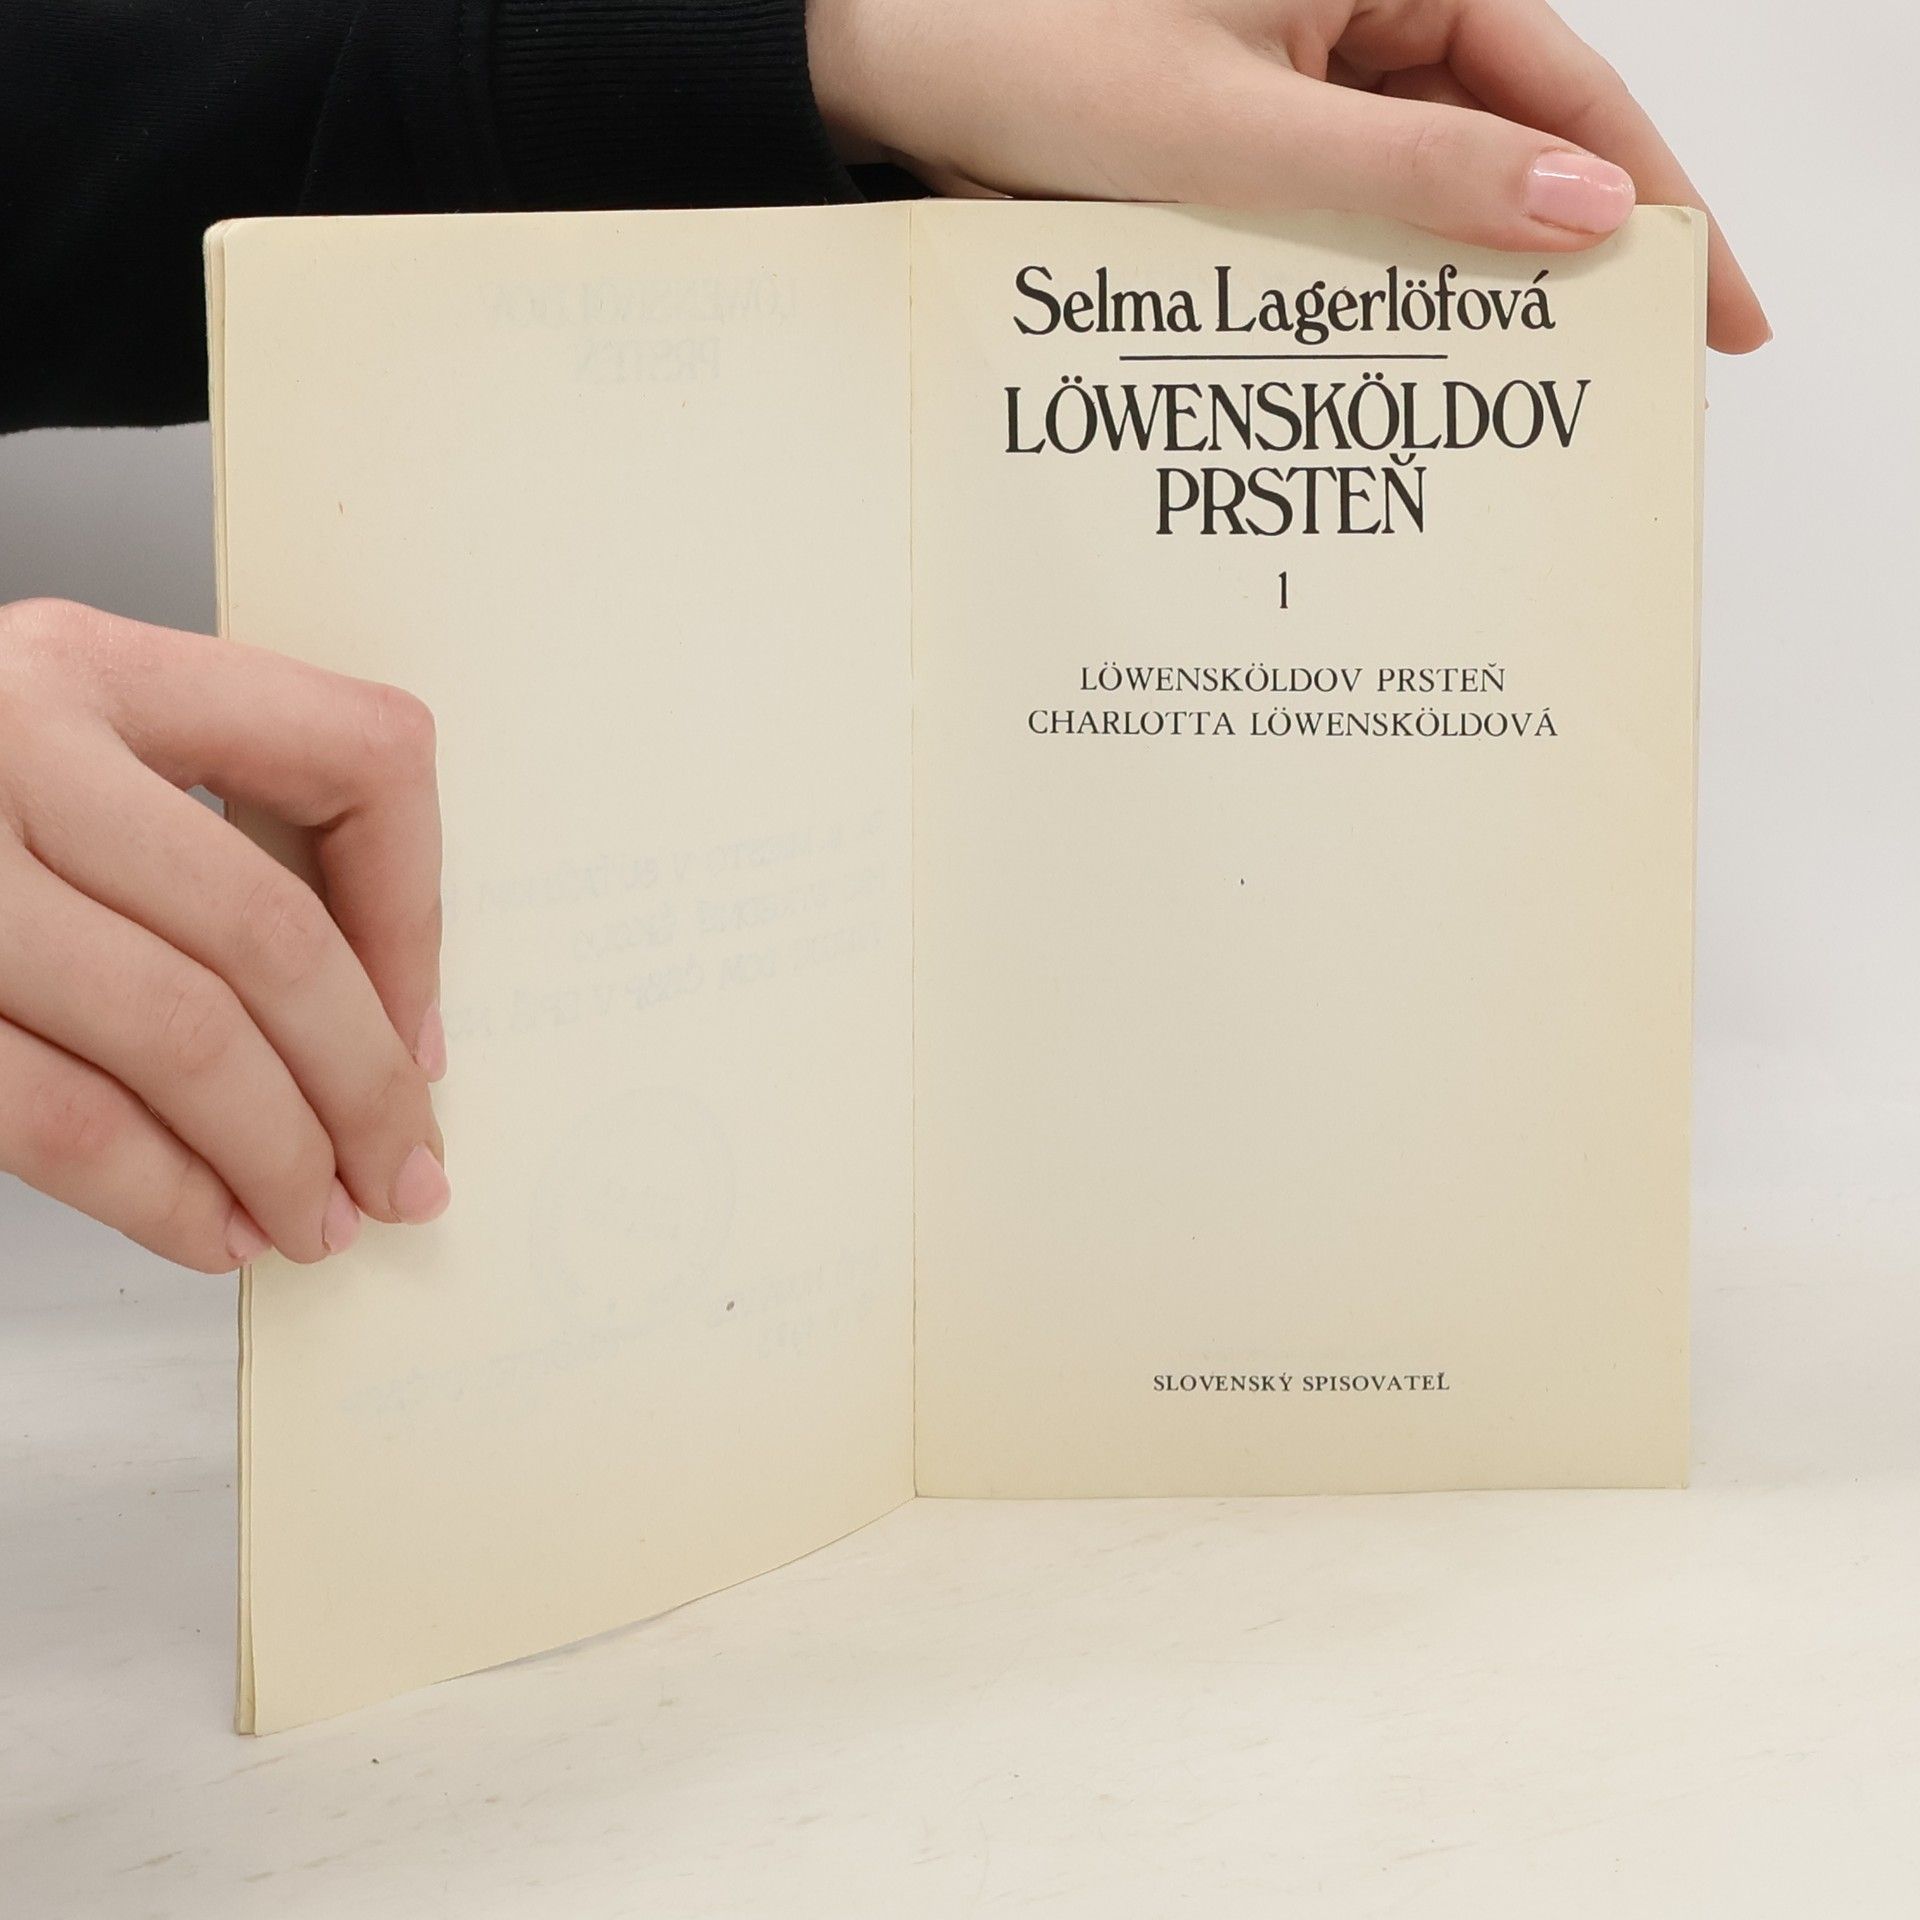 Selma Lagerlöfová
LÖWENSKÖLDOV
PRSTEŇ
1
LÖWENSKÖLDOV PRSTEŇ
CHARLOTTA LÖWENSKÖLDOVÁ
SLOVENSKÝ SPISOVATEĽ